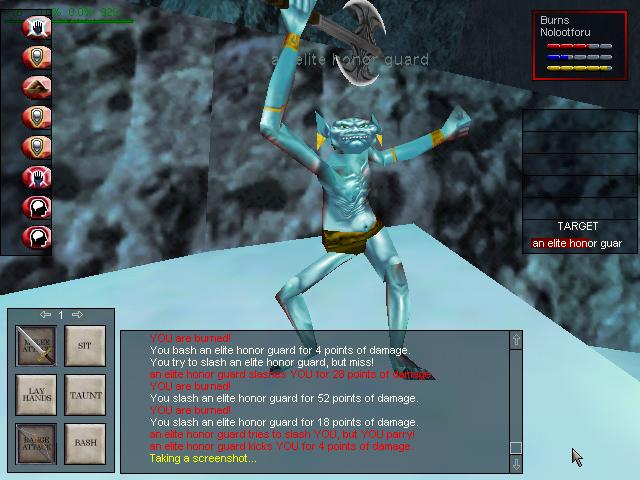 an elite honor guard
Burns
Nolootforu
TARGET
an elite honor guar
1
MELEE ATTACK
SIT
LAY HANDS
TAUNT
RANGE ATTACK
BASH
YOU are burned!
You bash an elite honor guard for 4 points of damage.
You try to slash an elite honor guard, but miss!
an elite honor guard slashes YOU for 28 points of damage.
YOU are burned!
You slash an elite honor guard for 52 points of damage.
YOU are burned!
You slash an elite honor guard for 18 points of damage.
an elite honor guard tries to slash YOU, but YOU parry!
an elite honor guard kicks YOU for 4 points of damage.
Taking a screenshot...